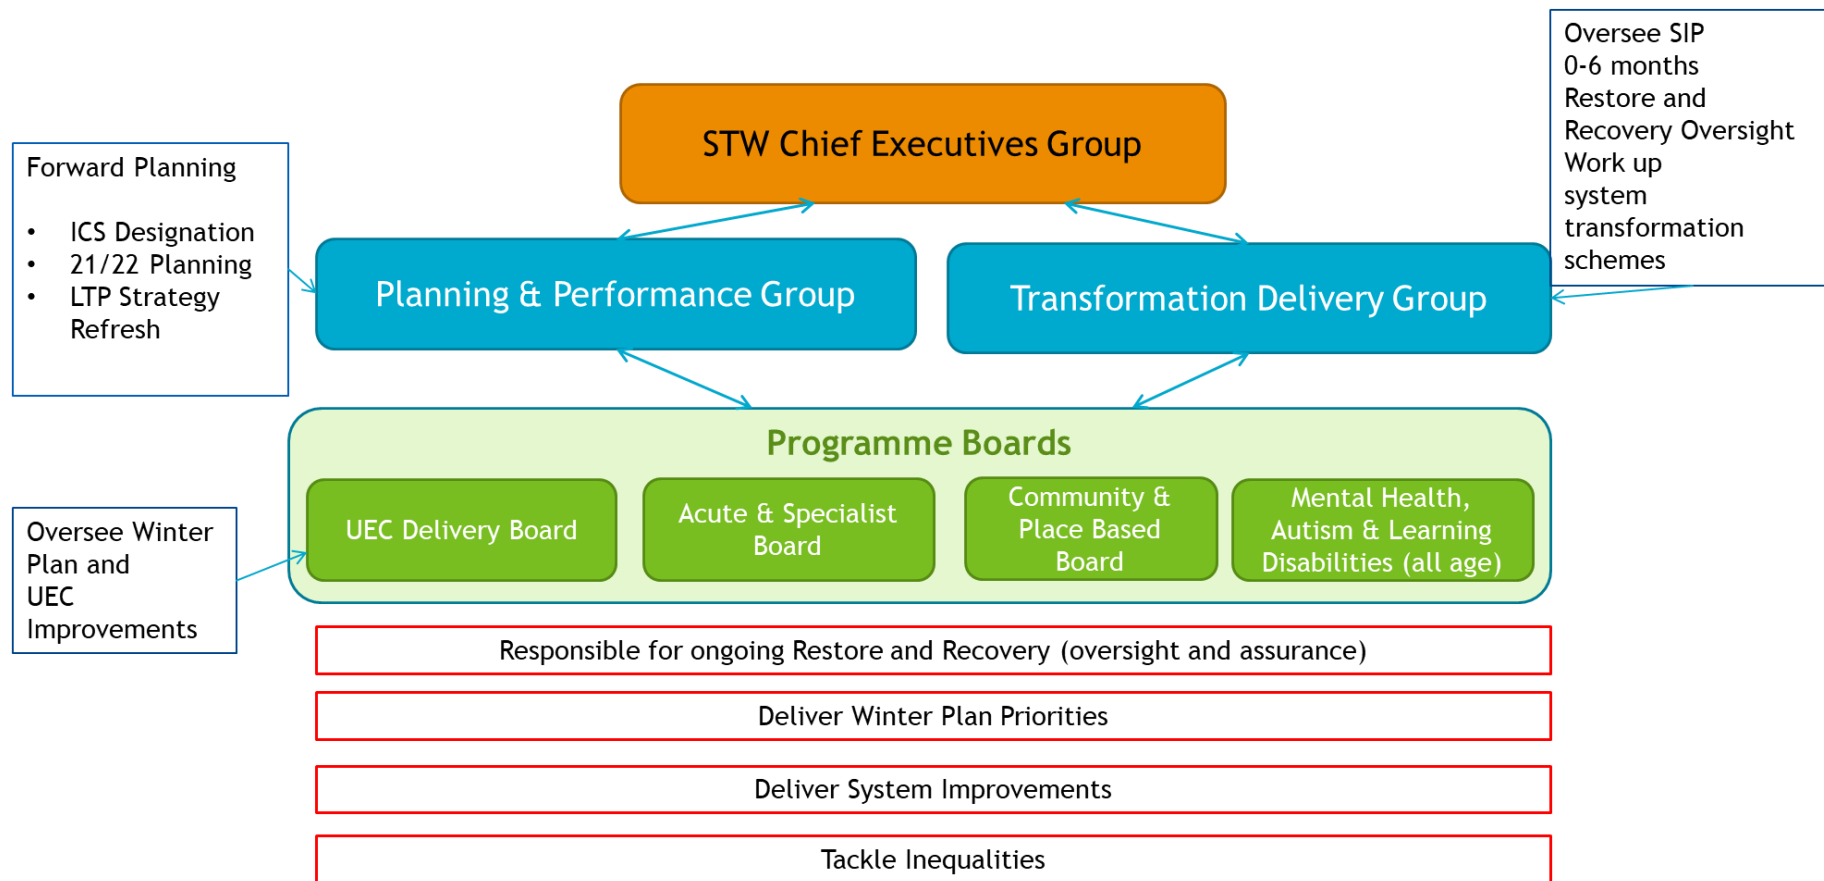 STW Chief Executives Group
Oversee SIP
0-6 months
Restore and
Recovery Oversight
Work up
system
transformation
schemes
Forward Planning
• ICS Designation
• 21/22 Planning
• LTP Strategy
Refresh
Planning & Performance Group
Transformation Delivery Group
Programme Boards
UEC Delivery Board
Acute & Specialist
Board
Community &
Place Based
Board
Mental Health,
Autism & Learning
Disabilities (all age)
Oversee Winter
Plan and
UEC
Improvements
Responsible for ongoing Restore and Recovery (oversight and assurance)
Deliver Winter Plan Priorities
Deliver System Improvements
Tackle Inequalities